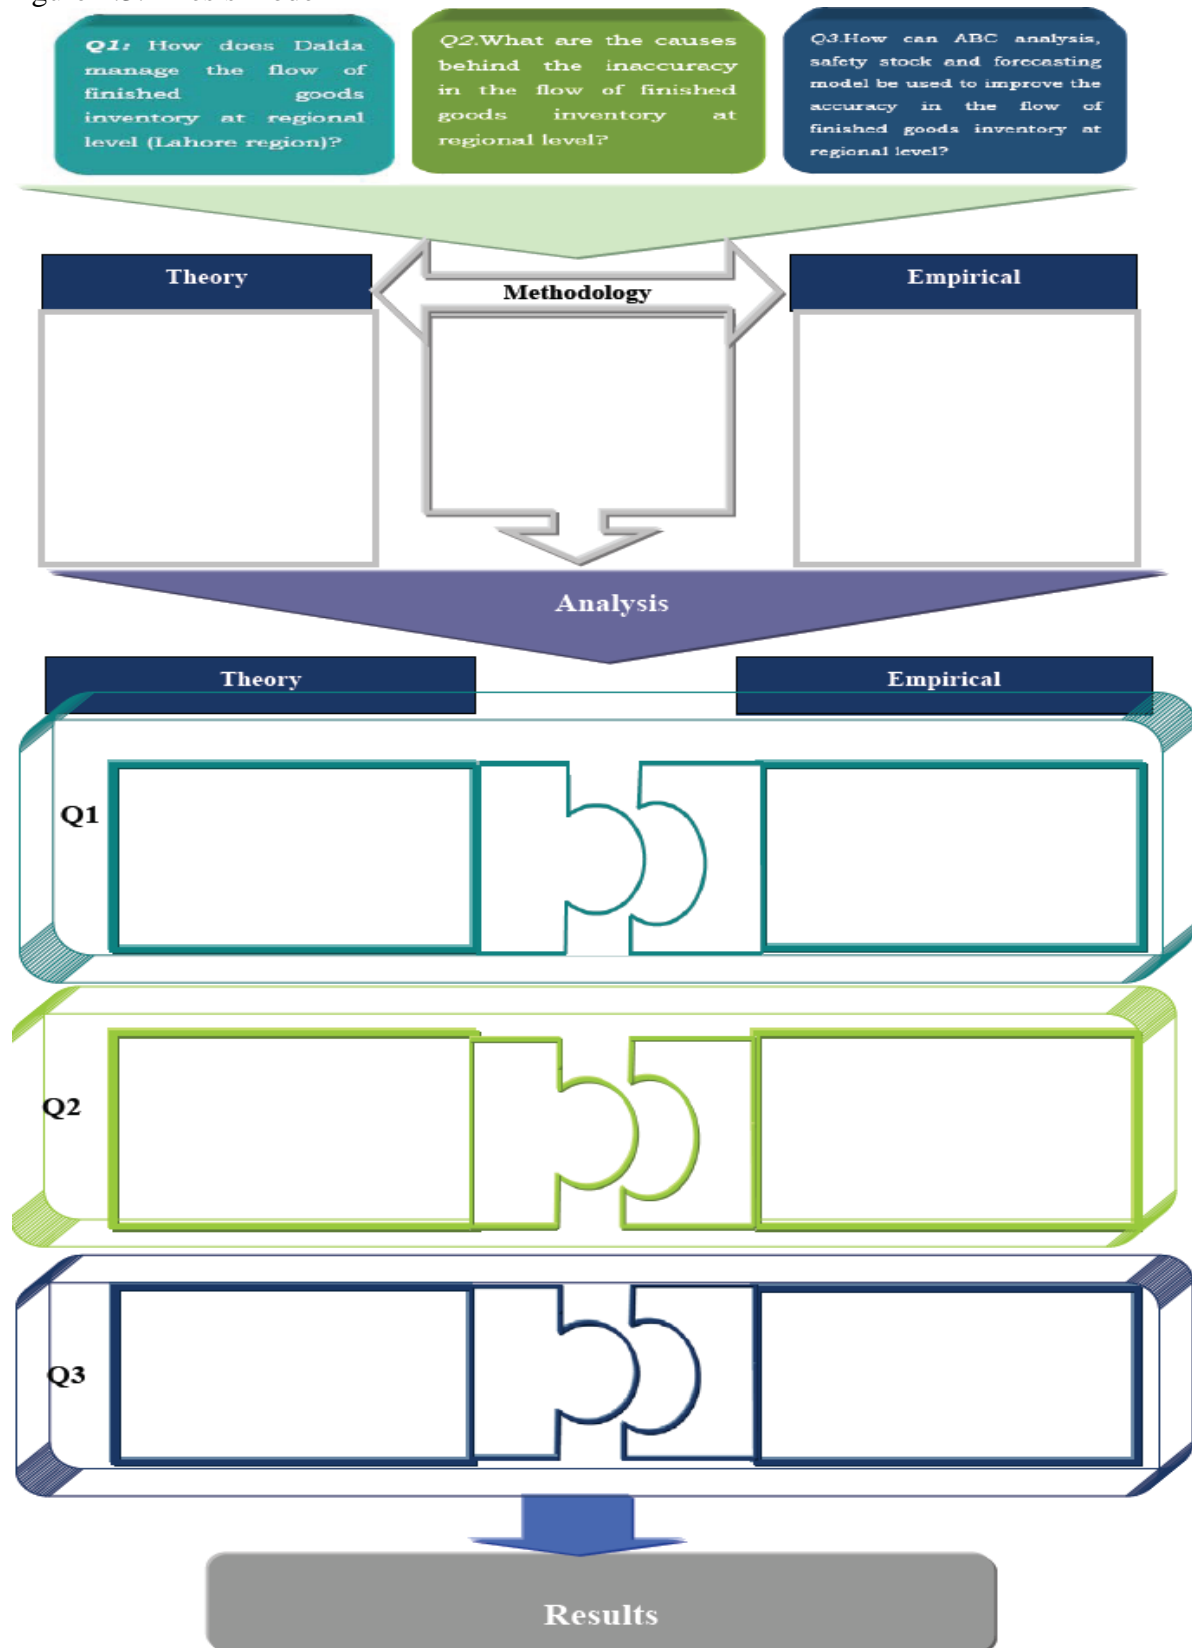 Q1: How does Dalda
manage the flow of
finished goods
inventory at regional
level (Lahore region)?
Q2.What are the causes
behind the inaccuracy
in the flow of finished
goods inventory at
regional level?
Q3.How can ABC analysis,
safety stock and forecasting
model be used to improve the
accuracy in the flow of
finished goods inventory at
regional level?
Theory
Methodology
Empirical
Analysis
Theory
Empirical
Q1
Q2
Q3
Results